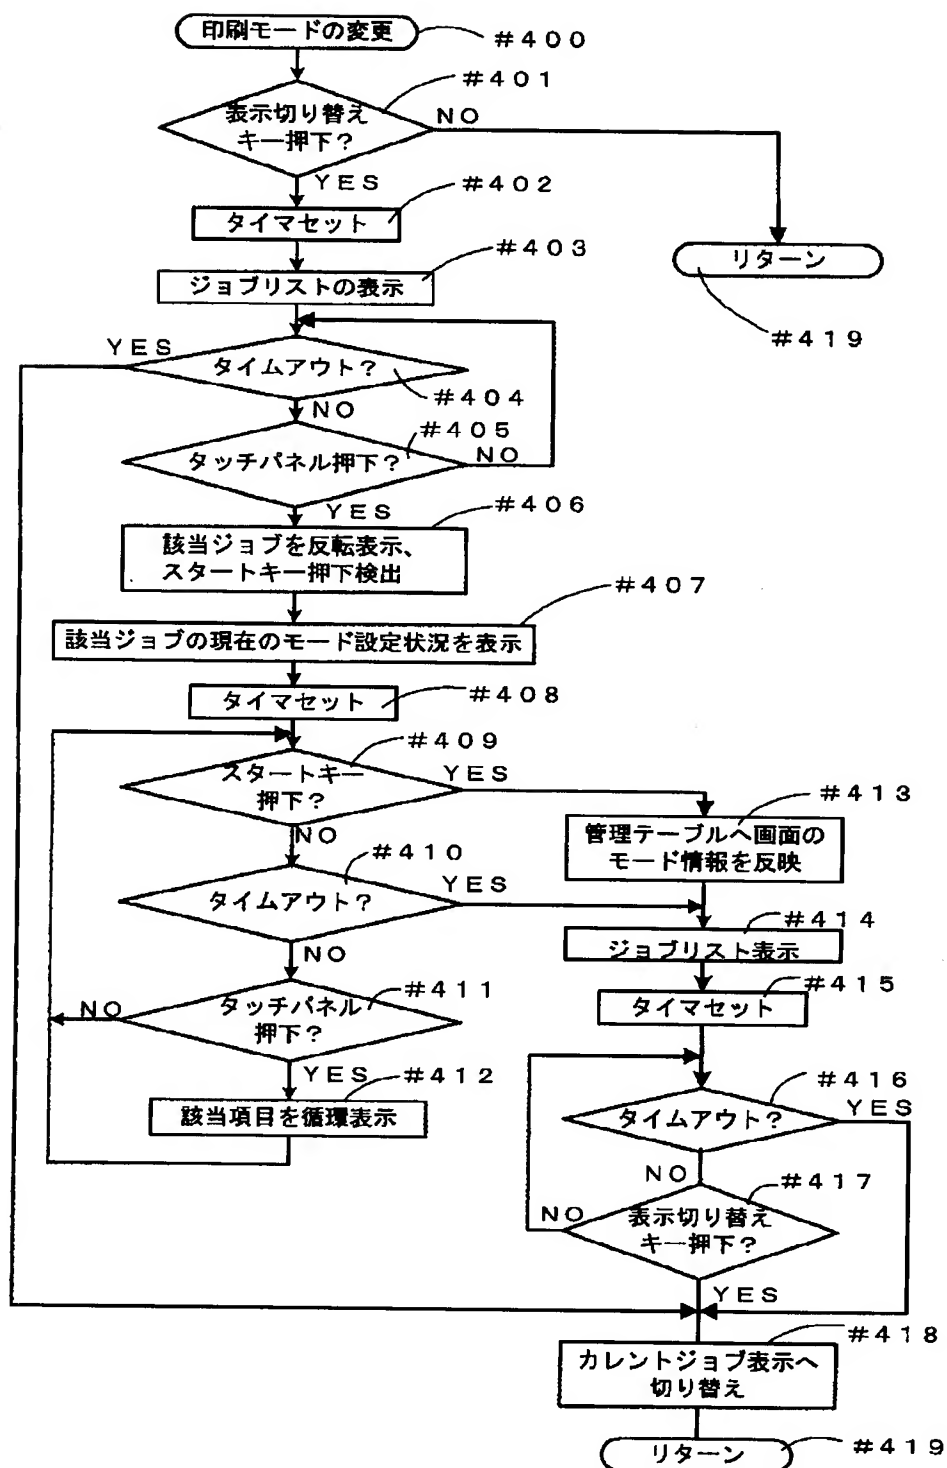 印刷モードの変更
#400
#401
表示切り替え
キー押下?
NO
YES
#402
タイマセット
#403
ジョブリストの表示
リターン
#419
YES
タイムアウト?
#404
NO
#405
タッチパネル押下?
NO
YES
#406
該当ジョブを反転表示、
スタートキー押下検出
#407
該当ジョブの現在のモード設定状況を表示
タイマセット
#408
#409
スタートキー
押下?
YES
NO
#413
管理テーブルへ画面の
モード情報を反映
#410
タイムアウト?
YES
NO
#414
ジョブリスト表示
#415
タイマセット
#411
タッチパネル
押下?
NO
YES
#412
該当項目を循環表示
#416
タイムアウト?
YES
NO
#417
表示切り替え
キー押下?
NO
YES
#418
カレントジョブ表示へ
切り替え
リターン
#419